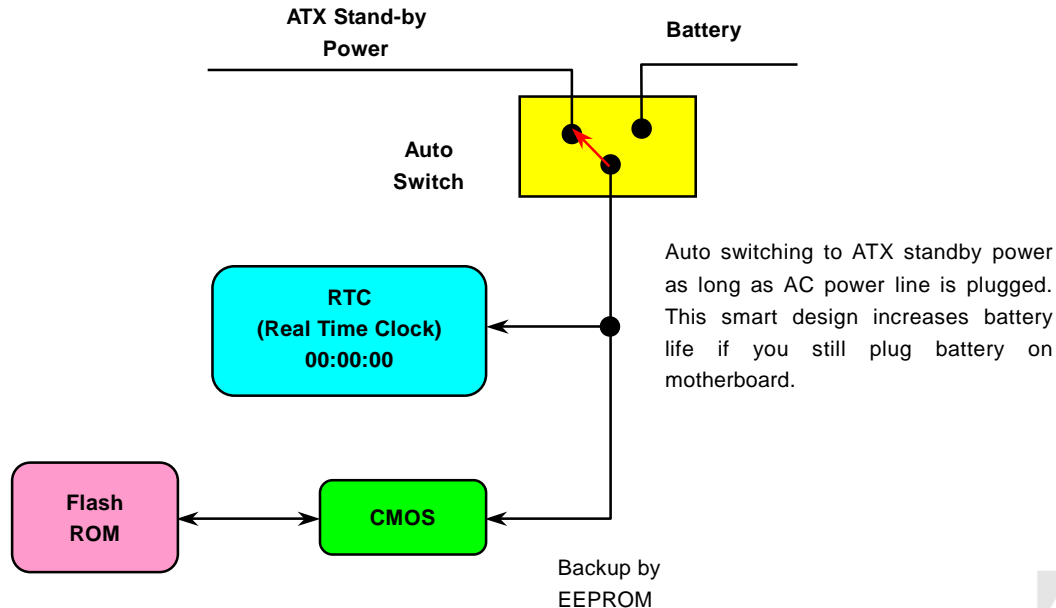 ATX Stand-by
Power
Battery
Auto
Switch
Auto switching to ATX standby power
as long as AC power line is plugged.
This smart design increases battery
life if you still plug battery on
motherboard.
RTC
(Real Time Clock)
00:00:00
Flash
ROM
CMOS
Backup by
EEPROM